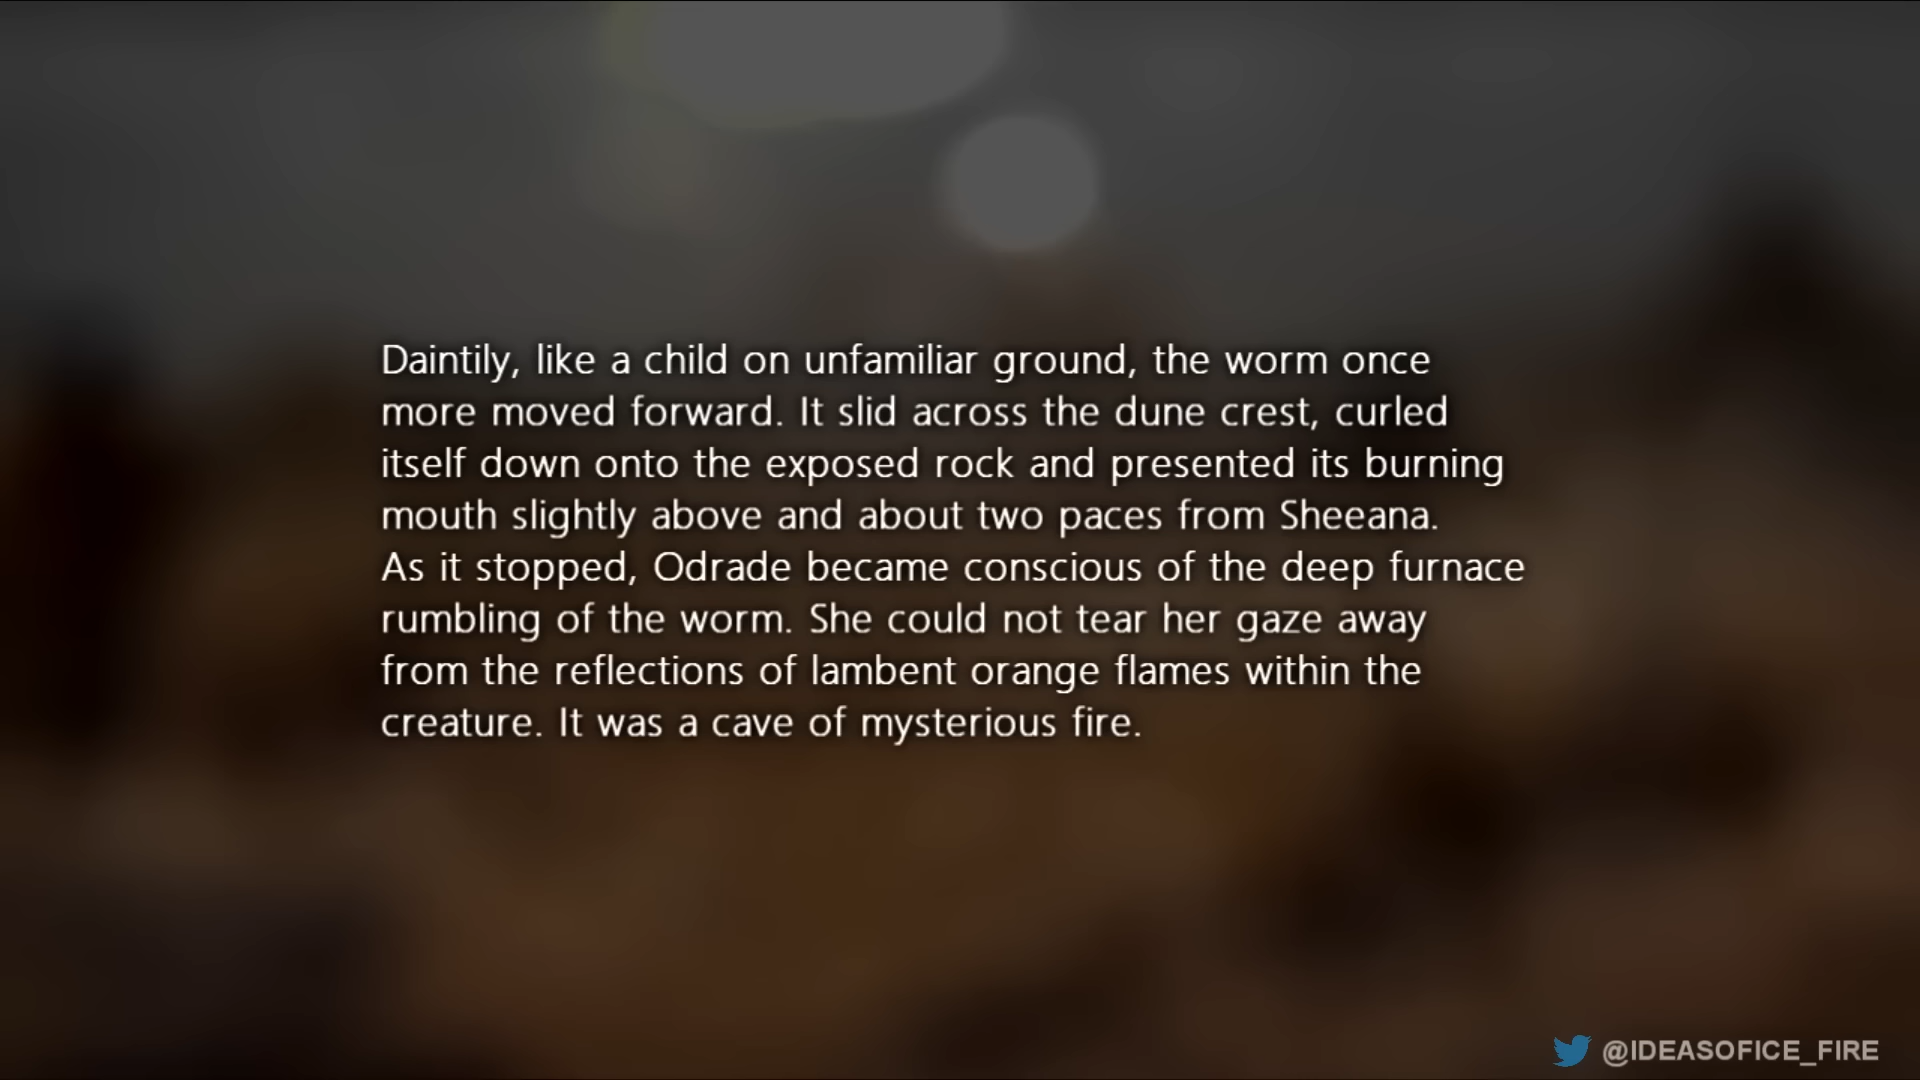 Daintily, like a child on unfamiliar ground, the worm once
more moved forward. It slid across the dune crest, curled
itself down onto the exposed rock and presented its burning
mouth slightly above and about two paces from Sheeana.
As it stopped, Odrade became conscious of the deep furnace
rumbling of the worm. She could not tear her gaze away
from the reflections of lambent orange flames within the
creature. It was a cave of mysterious fire.
@IDEASOFICE_FIRE